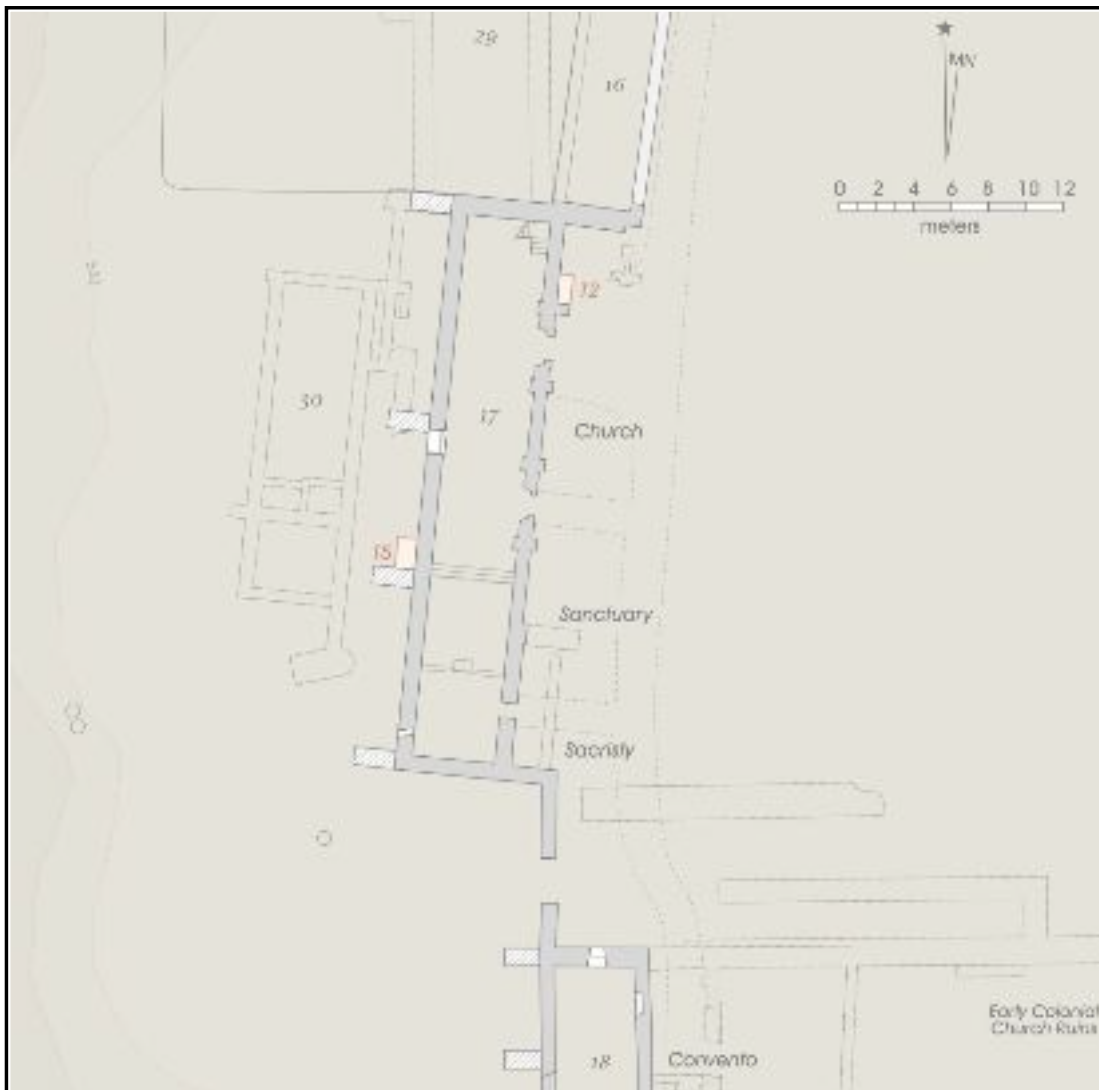 29
16
MN
0 2 4 6 8 10 12
meters
12
30
17
Church
15
Sanctuary
Sacristy
18
Convento
Early Colonial
Church Ruins